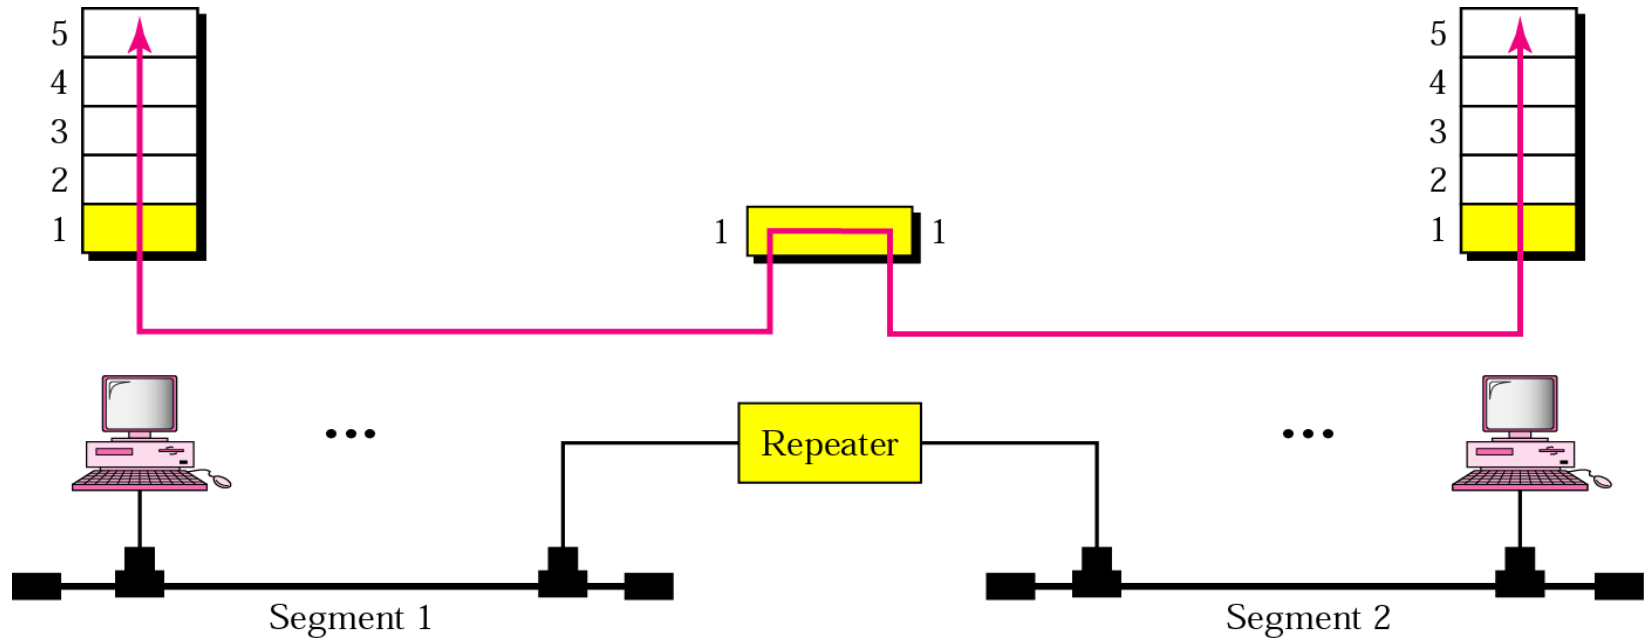 5 5
4 4
3 3
2 2
1 1 1 1
... ...
Repeater
Segment 1 Segment 2